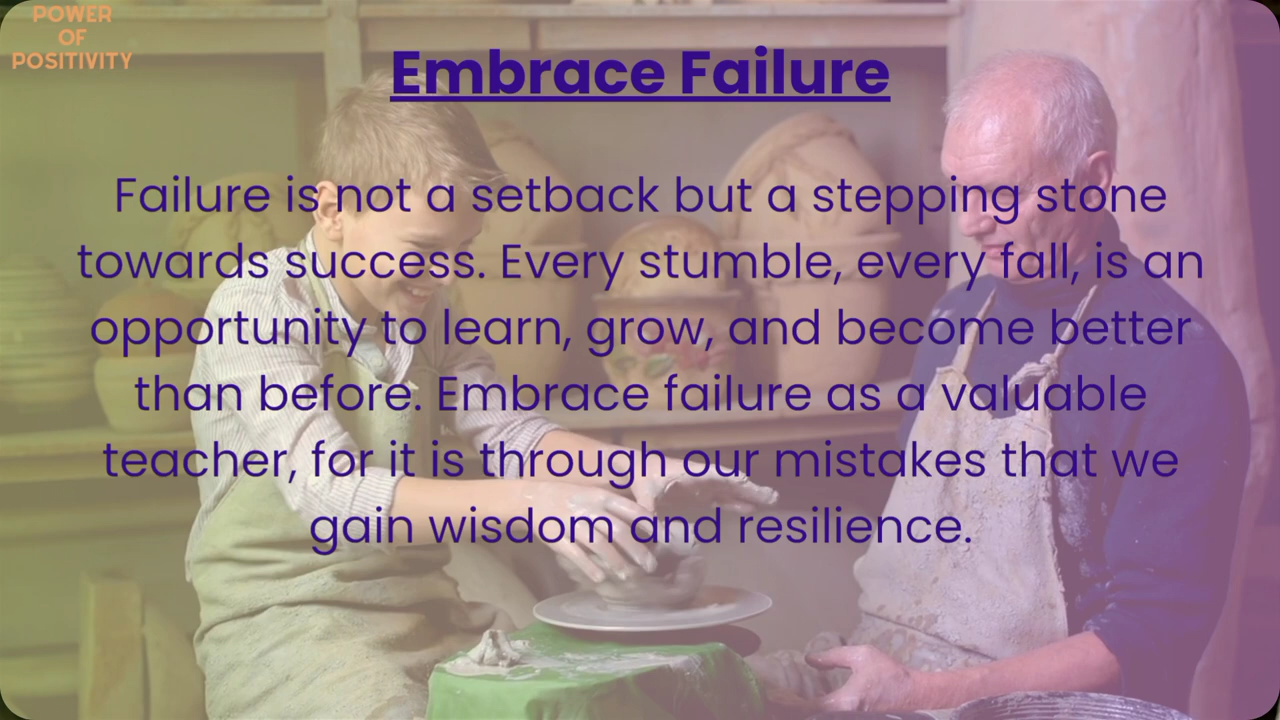 POWER
OF
POSITIVITY
Embrace Failure
Failure is not a setback but a stepping stone
towards success. Every stumble, every fall, is an
opportunity to learn, grow, and become better
than before. Embrace failure as a valuable
teacher, for it is through our mistakes that we
gain wisdom and resilience.